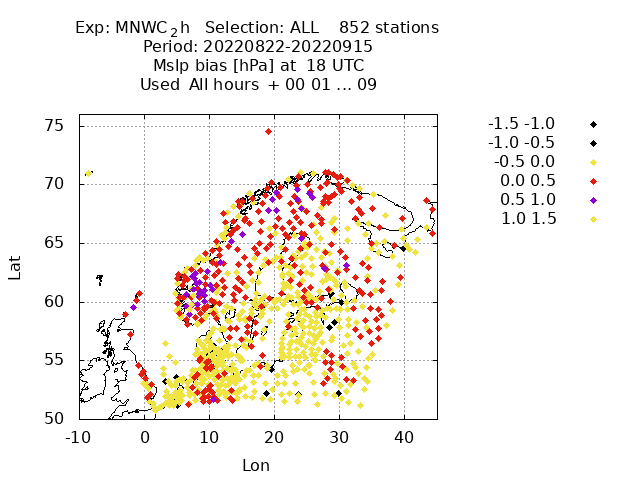 Exp: MNWC_2h   Selection: ALL    852 stations
Period: 20220822-20220915
Mslp bias [hPa] at  18 UTC
Used  All hours  + 00 01 ... 09
75
70
65
60
55
50
-10 0 10 20 30 40
Lat
Lon
-1.5 -1.0
-1.0 -0.5
-0.5 0.0
0.0 0.5
0.5 1.0
1.0 1.5